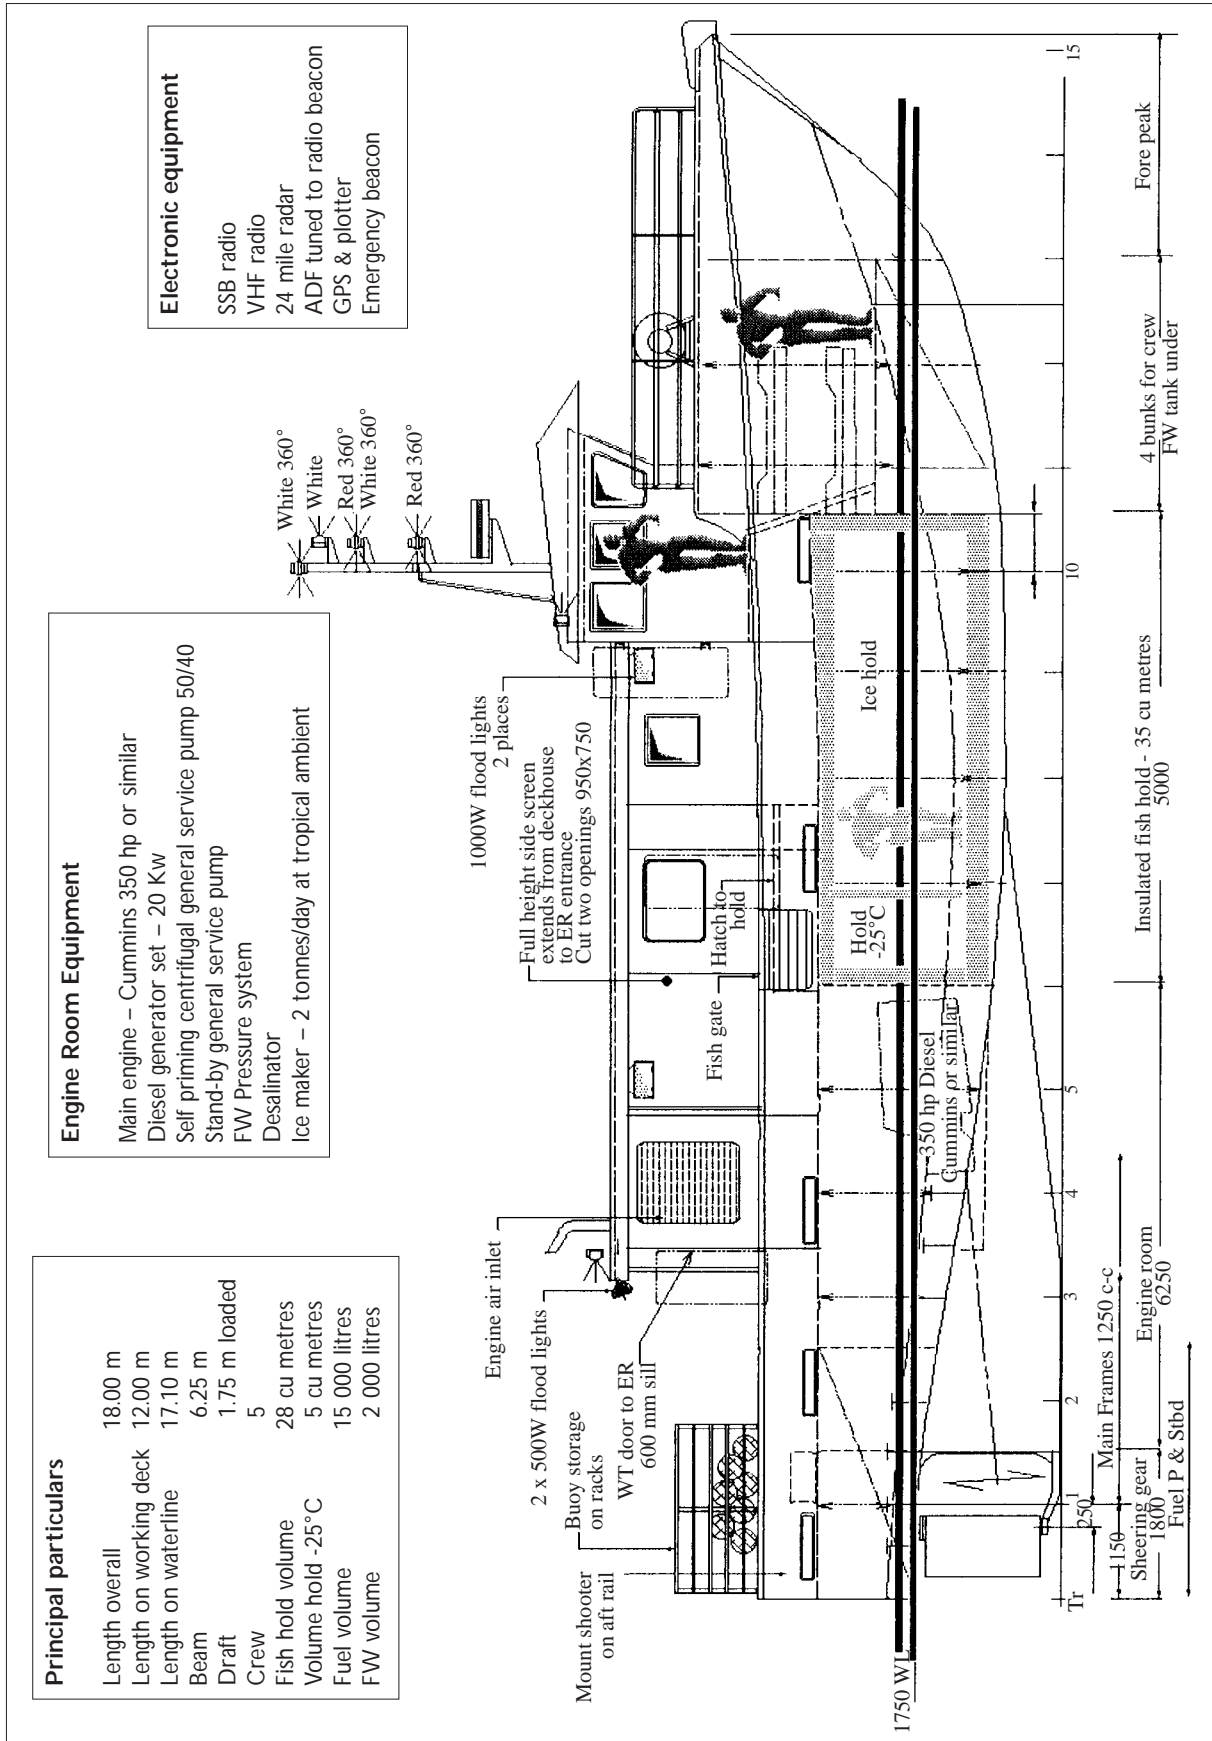 Principal particulars
Length overall 18.00 m
Length on working deck 12.00 m
Length on waterline 17.10 m
Beam 6.25 m
Draft 1.75 m loaded
Crew 5
Fish hold volume 28 cu metres
Volume hold -25°C 5 cu metres
Fuel volume 15 000 litres
FW volume 2 000 litres
Engine Room Equipment
Main engine – Cummins 350 hp or similar
Diesel generator set – 20 Kw
Self priming centrifugal general service pump 50/40
Stand-by general service pump
FW Pressure system
Desalinator
Ice maker – 2 tonnes/day at tropical ambient
Electronic equipment
SSB radio
VHF radio
24 mile radar
ADF tuned to radio beacon
GPS & plotter
Emergency beacon
White 360°
White
Red 360°
White 360°
Red 360°
1000W flood lights
2 places
Full height side screen
extends from deckhouse
to ER entrance
Cut two openings 950x750
Engine air inlet
2 x 500W flood lights
WT door to ER
600 mm sill
Buoy storage
on racks
Mount shooter
on aft rail
Fish gate
Hatch to
hold
Hold
-25°C
Ice hold
350 hp Diesel
Cummins or similar
1750 WL
Tr
1
2
3
4
5
10
15
250
1150
Main Frames 1250 c-c
Sheering gear
1800
Engine room
6250
Insulated fish hold - 35 cu metres
5000
4 bunks for crew
FW tank under
Fore peak
Fuel P & Stbd